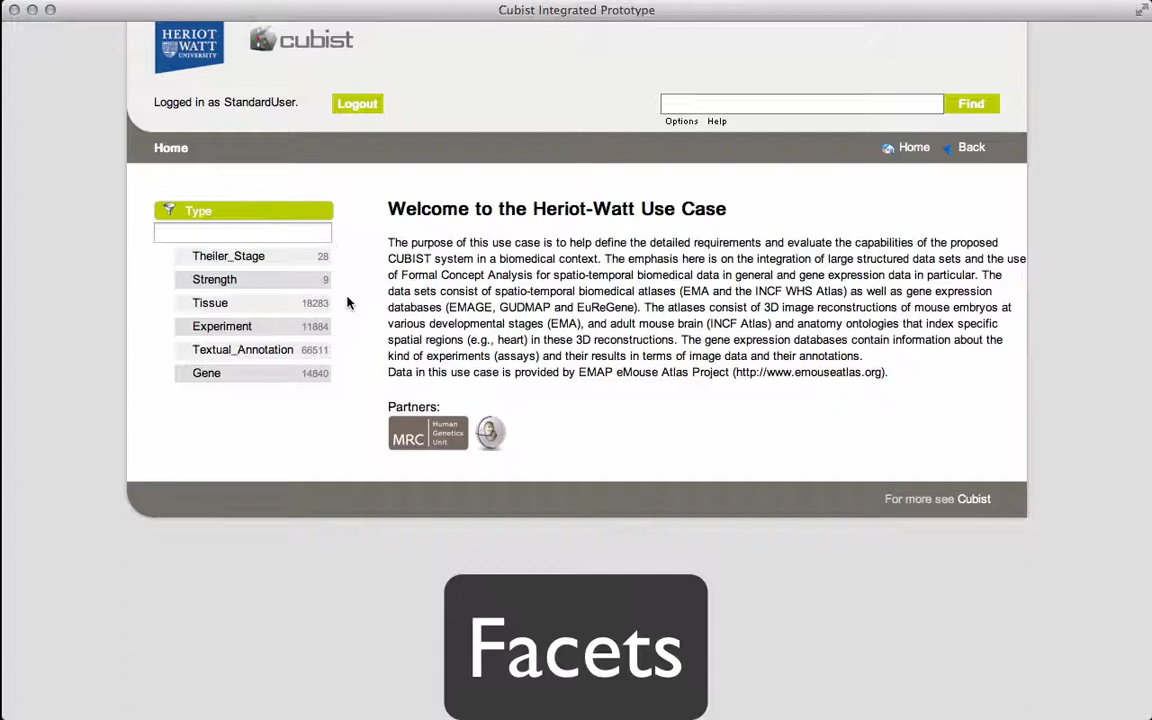 Cubist Integrated Prototype
HERIOT
WATT
UNIVERSITY
cubist
Logged in as StandardUser.
Logout
Find
Options Help
Home
Home Back
Type
Theiler_Stage 28
Strength 9
Tissue 18283
Experiment 11884
Textual_Annotation 66511
Gene 14840
Welcome to the Heriot-Watt Use Case
The purpose of this use case is to help define the detailed requirements and evaluate the capabilities of the proposed
CUBIST system in a biomedical context. The emphasis here is on the integration of large structured data sets and the use
of Formal Concept Analysis for spatio-temporal biomedical data in general and gene expression data in particular. The
data sets consist of spatio-temporal biomedical atlases (EMA and the INCF WHS Atlas) as well as gene expression
databases (EMAGE, GUDMAP and EuReGene). The atlases consist of 3D image reconstructions of mouse embryos at
various developmental stages (EMA), and adult mouse brain (INCF Atlas) and anatomy ontologies that index specific
spatial regions (e.g., heart) in these 3D reconstructions. The gene expression databases contain information about the
kind of experiments (assays) and their results in terms of image data and their annotations.
Data in this use case is provided by EMAP eMouse Atlas Project (http://www.emouseatlas.org).
Partners:
MRC
Human
Genetics
Unit
For more see Cubist
Facets